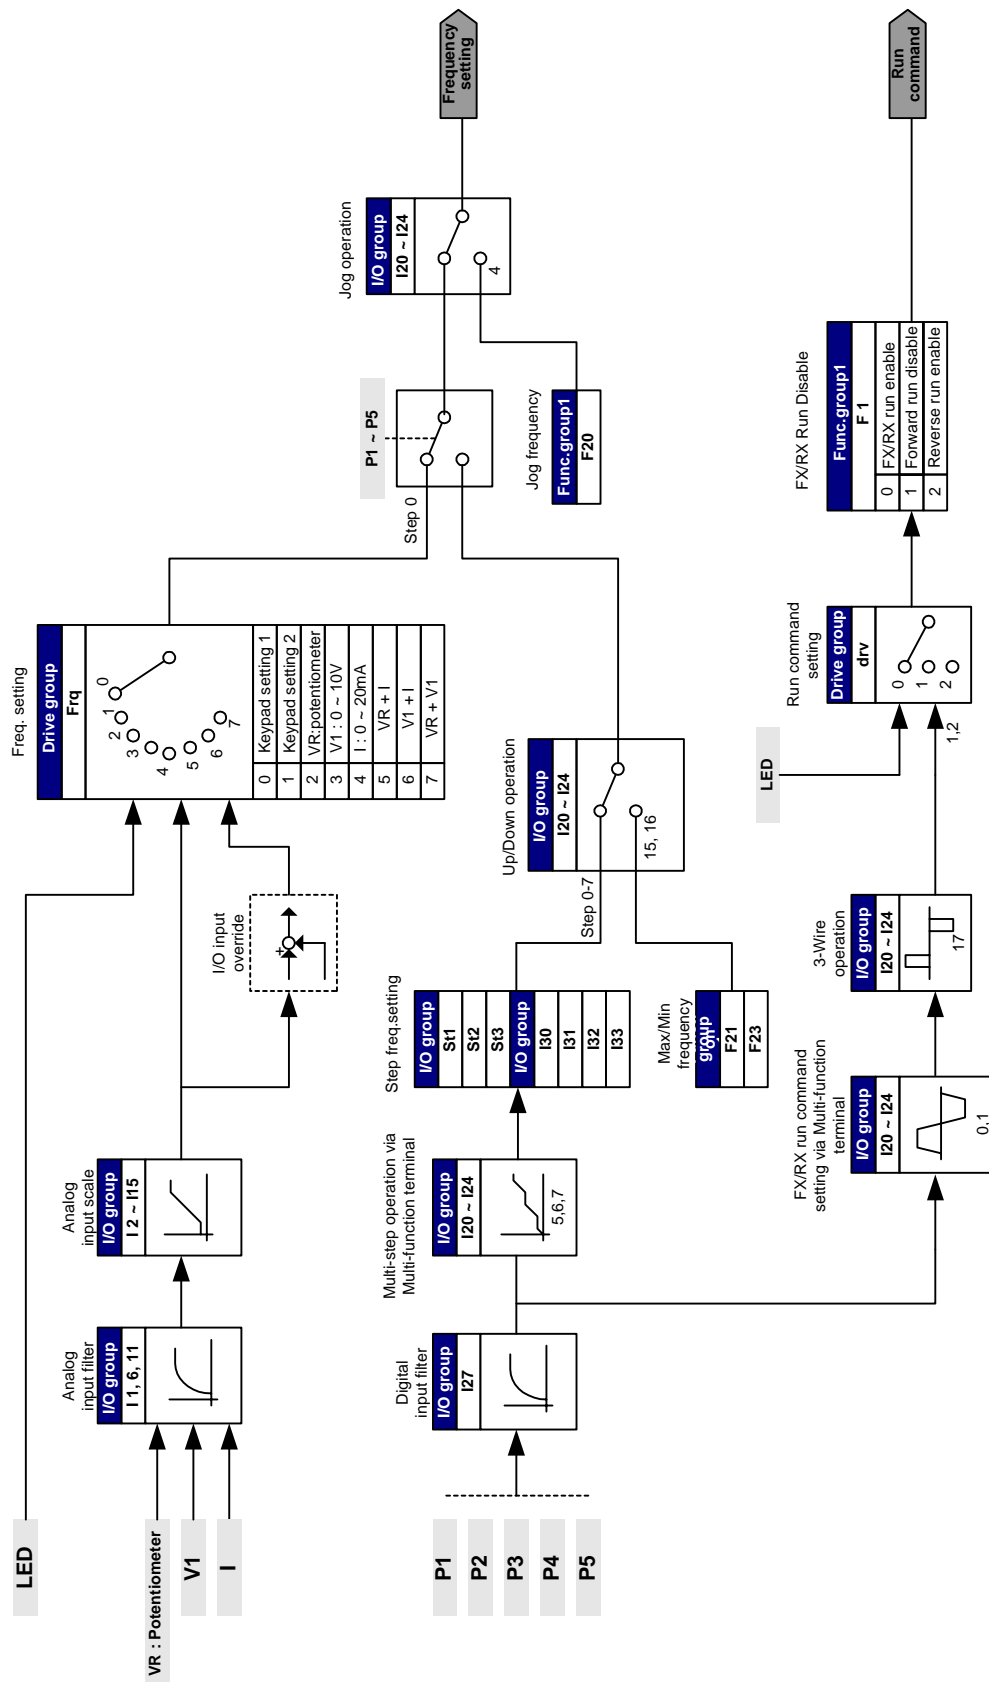 LED
VR : Potentiometer
V1
I
Analog
input filter
I/O group
I 1, 6, 11
Analog
input scale
I/O group
I 2 ~ I15
I/O input
override
+
Freq. setting
Drive group
Frq
0
1
2
3
4
5
6
7
0 Keypad setting 1
1 Keypad setting 2
2 VR:potentiometer
3 V1 : 0 ~ 10V
4 I : 0 ~ 20mA
5 VR + I
6 V1 + I
7 VR + V1
Step 0
P1 ~ P5
Jog frequency
Func.group1
F20
Jog operation
I/O group
I20 ~ I24
4
Frequency
setting
P1
P2
P3
P4
P5
Digital
input filter
I/O group
I27
Multi-step operation via
Multi-function terminal
I/O group
I20 ~ I24
5,6,7
Step freq.setting
I/O group
St1
St2
St3
I/O group
I30
I31
I32
I33
Max/Min
frequency
group
F21
F23
Step 0-7
Up/Down operation
I/O group
I20 ~ I24
15, 16
FX/RX run command
setting via Multi-function
terminal
I/O group
I20 ~ I24
0,1
3-Wire
operation
I/O group
I20 ~ I24
17
LED
1,2
Run command
setting
Drive group
drv
0
1
2
FX/RX Run Disable
Func.group1
F 1
0 FX/RX run enable
1 Forward run disable
2 Reverse run enable
Run
command